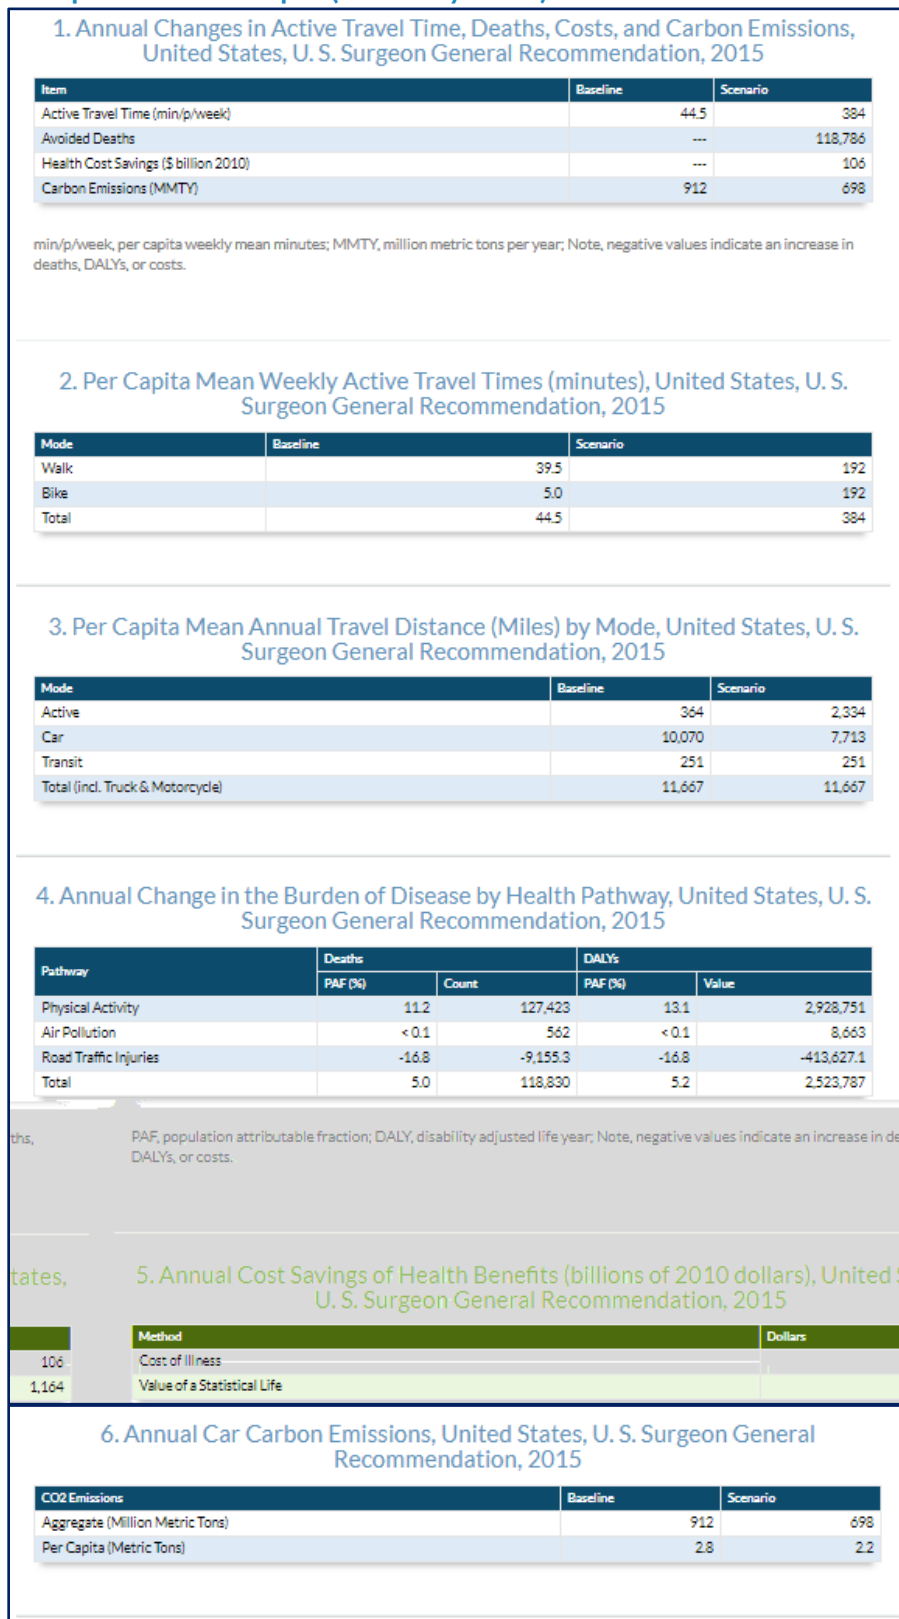 1. Annual Changes in Active Travel Time, Deaths, Costs, and Carbon Emissions,
United States, U. S. Surgeon General Recommendation, 2015
Item Baseline Scenario
Active Travel Time (min/p/week) 44.5 384
Avoided Deaths --- 118,786
Health Cost Savings ($ billion 2010) --- 106
Carbon Emissions (MMTY) 912 698
min/p/week, per capita weekly mean minutes; MMTY, million metric tons per year; Note, negative values indicate an increase in
deaths, DALYs, or costs.
2. Per Capita Mean Weekly Active Travel Times (minutes), United States, U. S.
Surgeon General Recommendation, 2015
Mode Baseline Scenario
Walk 39.5 192
Bike 5.0 192
Total 44.5 384
3. Per Capita Mean Annual Travel Distance (Miles) by Mode, United States, U. S.
Surgeon General Recommendation, 2015
Mode Baseline Scenario
Active 364 2,334
Car 10,070 7,713
Transit 251 251
Total (incl. Truck & Motorcycle) 11,667 11,667
4. Annual Change in the Burden of Disease by Health Pathway, United States, U. S.
Surgeon General Recommendation, 2015
Pathway Deaths DALYs
PAF (%) Count PAF (%) Value
Physical Activity 11.2 127,423 13.1 2,928,751
Air Pollution < 0.1 562 < 0.1 8,663
Road Traffic Injuries -16.8 -9,155.3 -16.8 -413,627.1
Total 5.0 118,830 5.2 2,523,787
ths, PAF, population attributable fraction; DALY, disability adjusted life year; Note, negative values indicate an increase in de
DALYs, or costs.
tates, 5. Annual Cost Savings of Health Benefits (billions of 2010 dollars), United
U. S. Surgeon General Recommendation, 2015
Method Dollars
106 Cost of Illness
1,164 Value of a Statistical Life
6. Annual Car Carbon Emissions, United States, U. S. Surgeon General
Recommendation, 2015
CO2 Emissions Baseline Scenario
Aggregate (Million Metric Tons) 912 698
Per Capita (Metric Tons) 2.8 2.2